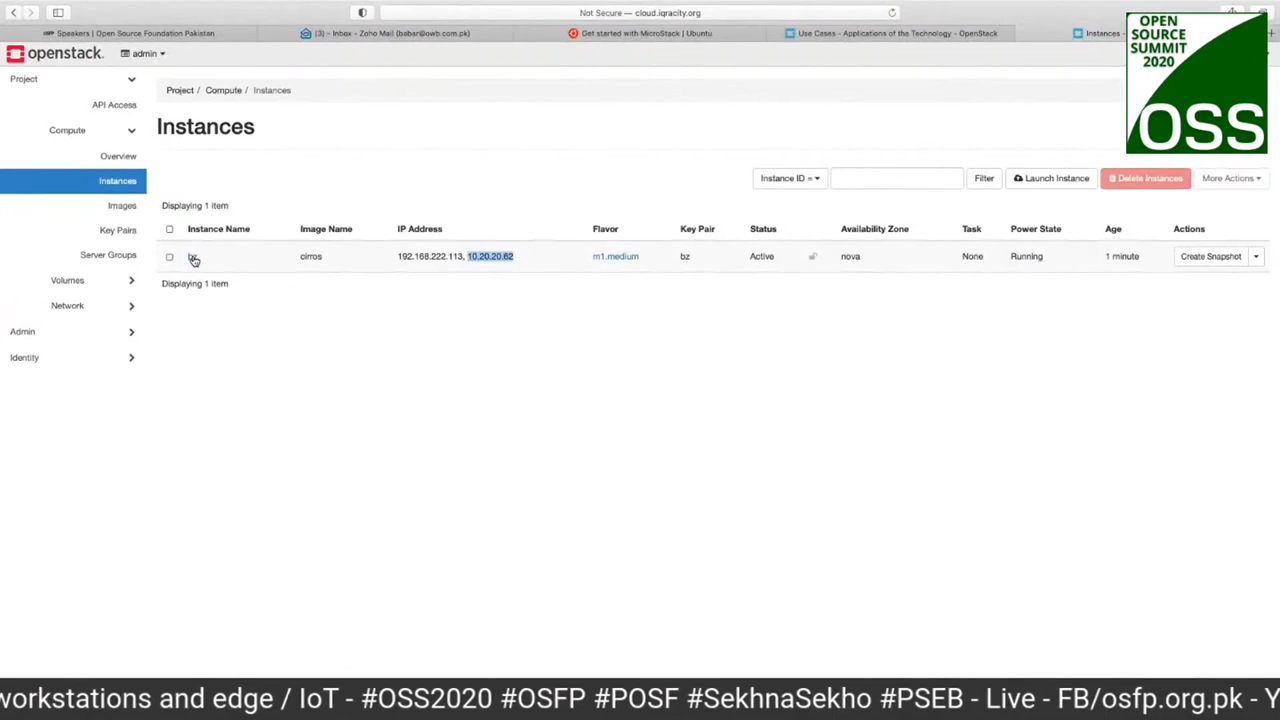 Not Secure — cloud.iqracity.org
Speakers | Open Source Foundation Pakistan
(3) - Inbox - Zoho Mail (babar@owb.com.pk)
Get started with MicroStack | Ubuntu
Use Cases - Applications of the Technology - OpenStack
Instances -
OPEN
SOURCE
SUMMIT
2020
OSS
openstack.
admin
Project
API Access
Compute
Overview
Instances
Images
Key Pairs
Server Groups
Volumes
Network
Admin
Identity
Project / Compute / Instances
Instances
Instance ID =
Filter
Launch Instance
Delete Instances
More Actions
Displaying 1 item
Instance Name Image Name IP Address Flavor Key Pair Status Availability Zone Task Power State Age Actions
cirros 192.168.222.113, 10.20.20.62 m1.medium bz Active nova None Running 1 minute Create Snapshot
Displaying 1 item
workstations and edge / IoT - #OSS2020 #OSFP #POSF #SekhnaSekho #PSEB - Live - FB/osfp.org.pk - Y